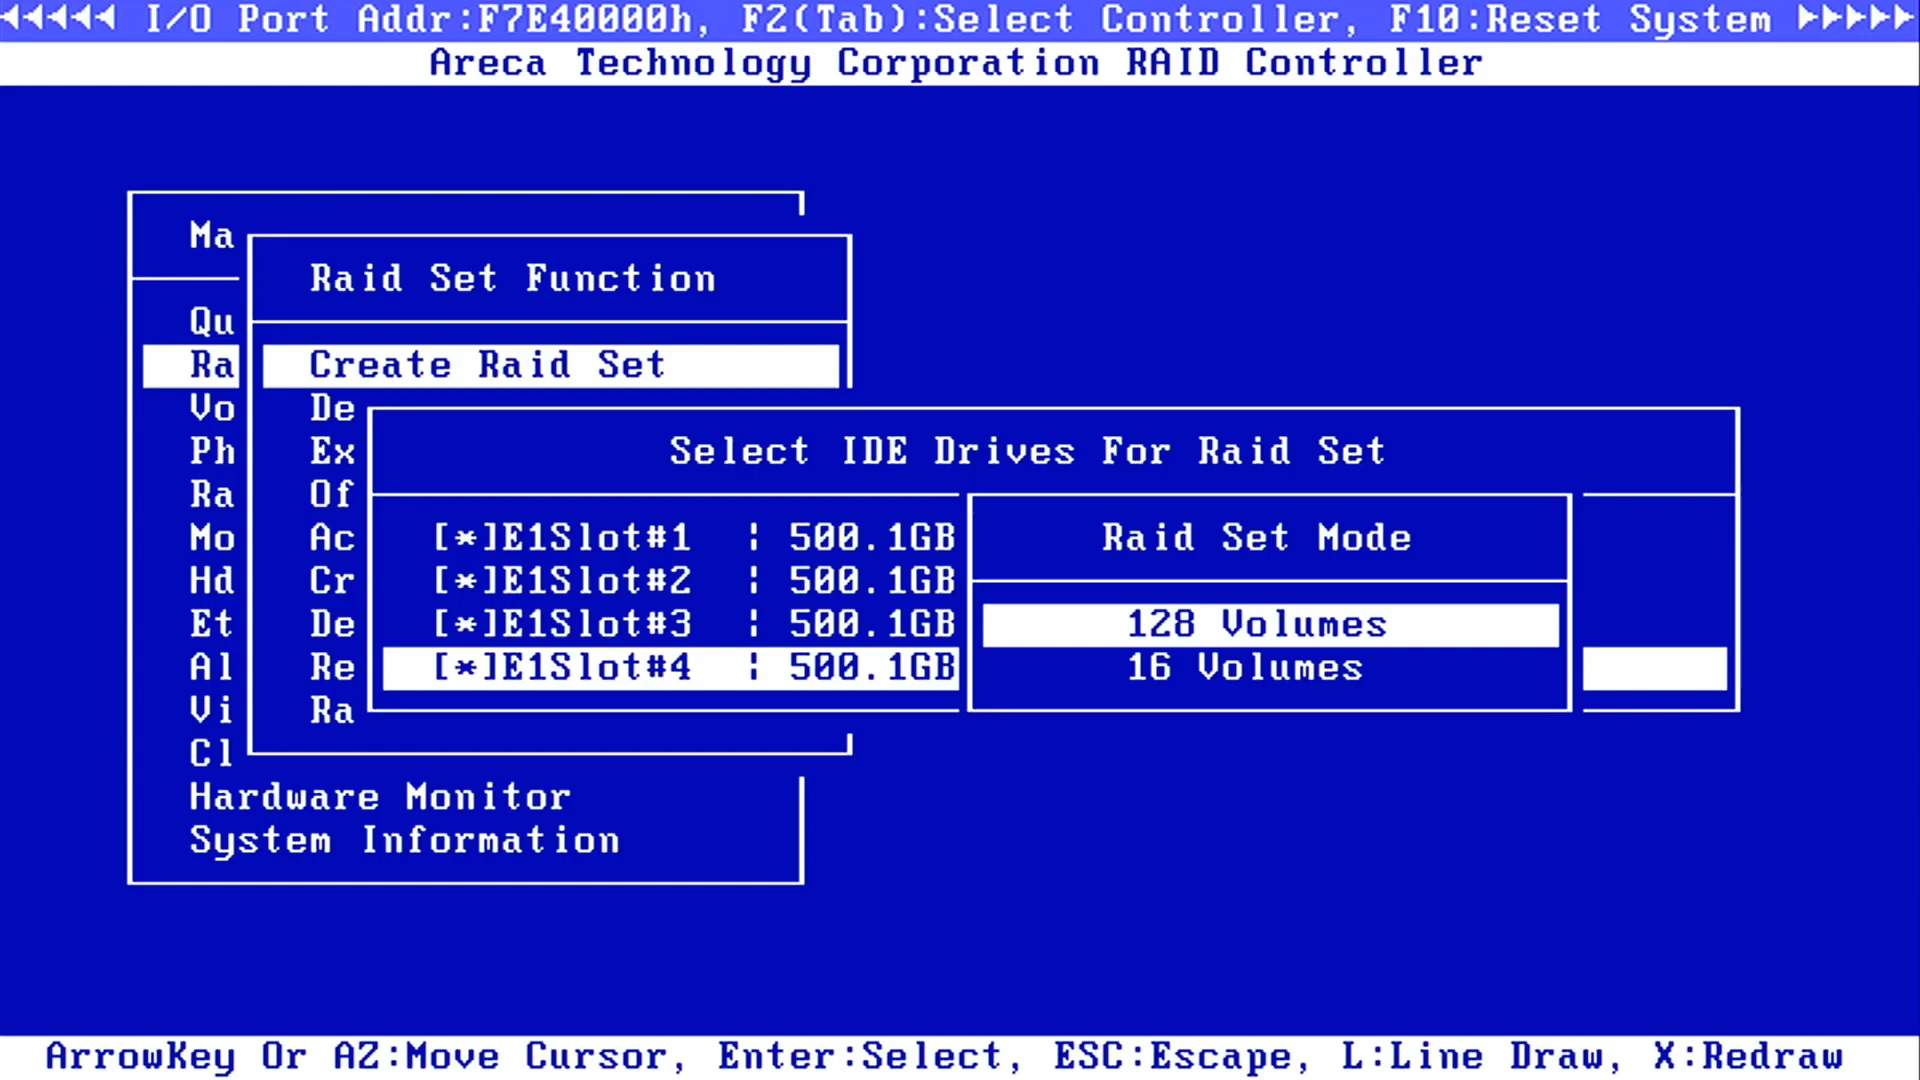 I/O Port Addr:F7E40000h, F2(Tab):Select Controller, F10:Reset System
Areca Technology Corporation RAID Controller
Ma
Raid Set Function
Qu
Ra
Create Raid Set
Vo
De
Ph
Ex
Select IDE Drives For Raid Set
Ra
Of
Mo
Ac
[*]E1Slot#1 ¦ 500.1GB
Raid Set Mode
Hd
Cr
[*]E1Slot#2 ¦ 500.1GB
Et
De
[*]E1Slot#3 ¦ 500.1GB
128 Volumes
Al
Re
[*]E1Slot#4 ¦ 500.1GB
16 Volumes
Vi
Ra
Cl
Hardware Monitor
System Information
ArrowKey Or AZ:Move Cursor, Enter:Select, ESC:Escape, L:Line Draw, X:Redraw